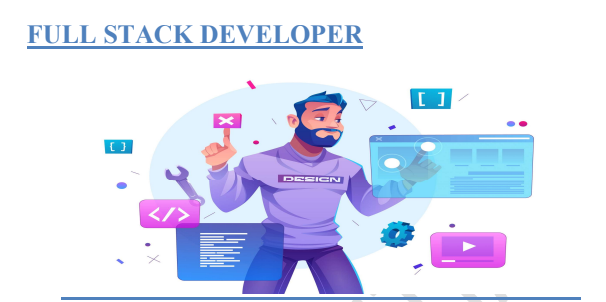 FULL STACK DEVELOPER
[ ]
[ ]
DESIGN
</>